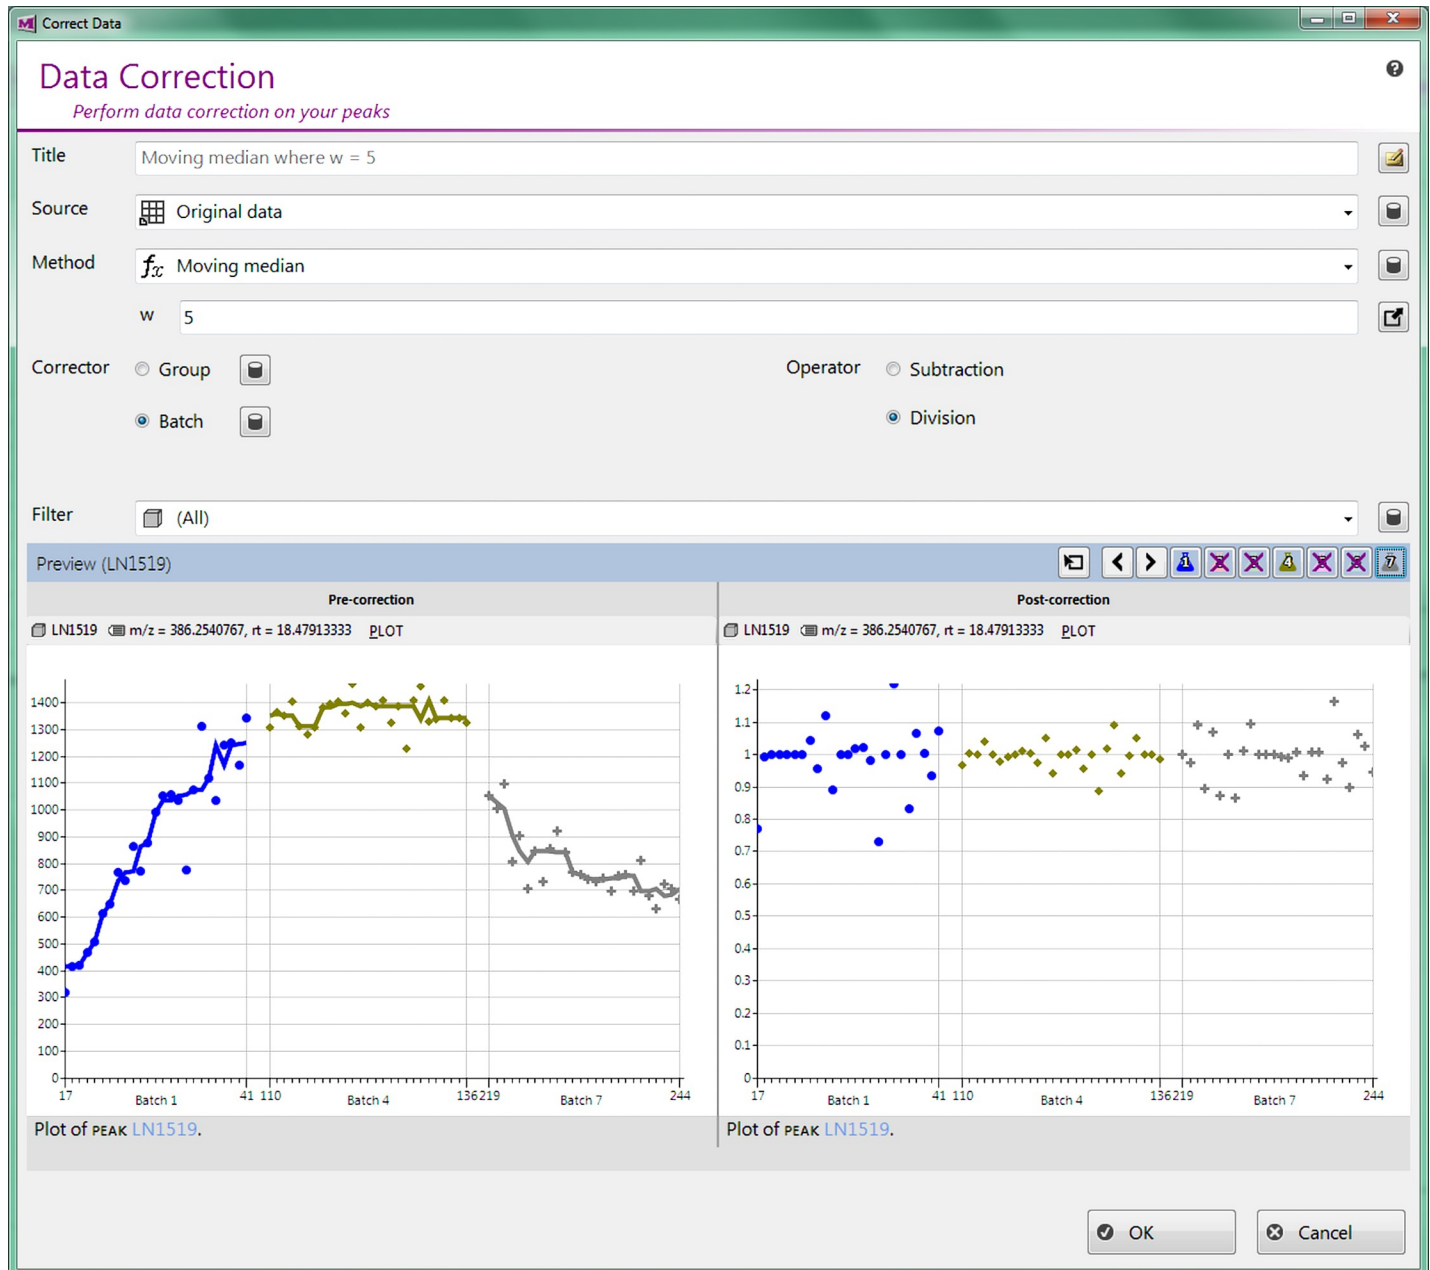 Correct Data
Data Correction
Perform data correction on your peaks
Title Moving median where w = 5
Source Original data
Method fx Moving median
w 5
Corrector Group Operator Subtraction
Batch Division
Filter (All)
Preview (LN1519) 1 4 7
Pre-correction Post-correction
LN1519 m/z = 386.2540767, rt = 18.47913333 PLOT LN1519 m/z = 386.2540767, rt = 18.47913333 PLOT
1400
1300
1200
1100
1000
900
800
700
600
500
400
300
200
100
0
17 Batch 1 41 110 Batch 4 136 219 Batch 7 244
1.2
1.1
1
0.9
0.8
0.7
0.6
0.5
0.4
0.3
0.2
0.1
0
17 Batch 1 41 110 Batch 4 136 219 Batch 7 244
Plot of PEAK LN1519. Plot of PEAK LN1519.
OK Cancel